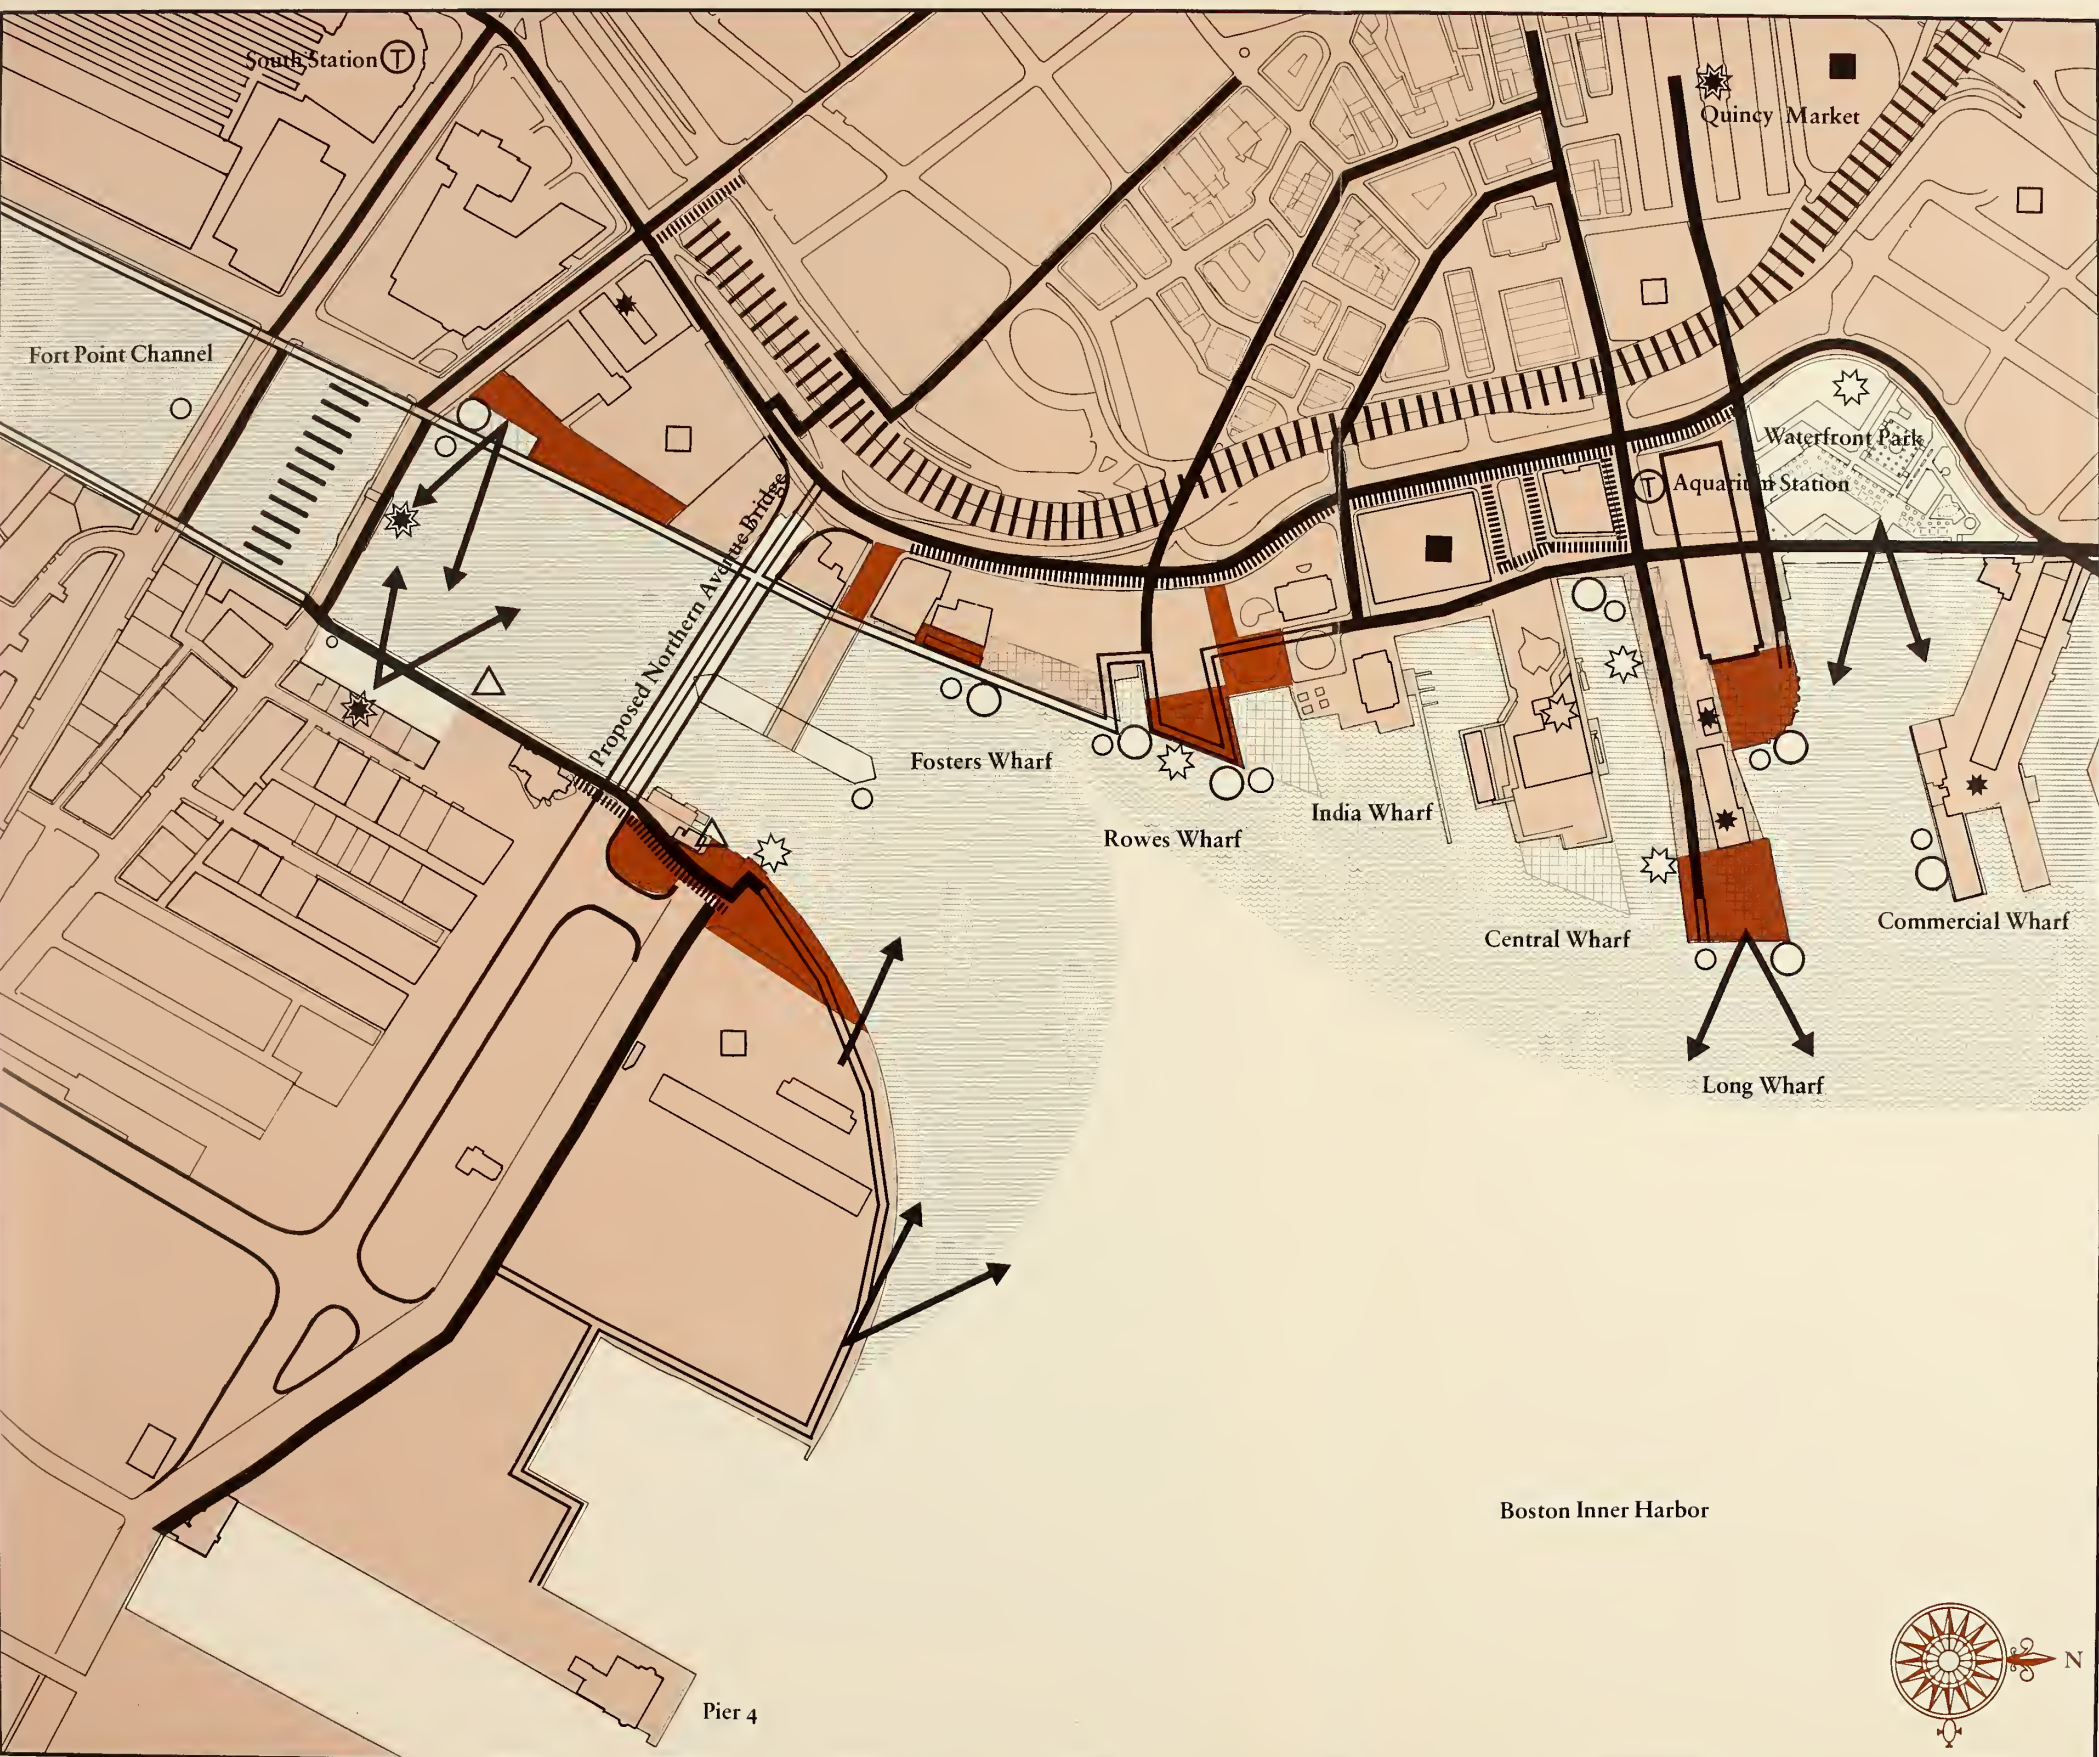 South Station T
Quincy Market
Fort Point Channel
Waterfront Park
T Aquarium Station
Proposed Northern Avenue Bridge
Fosters Wharf
India Wharf
Rowes Wharf
Central Wharf
Commercial Wharf
Long Wharf
Boston Inner Harbor
N
Pier 4